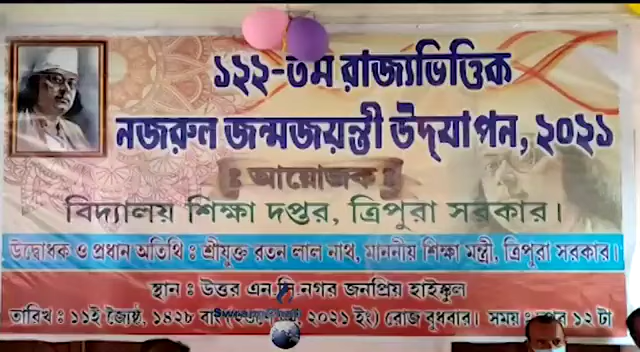 ১২২-তম রাজ্যভিত্তিক
নজরুল জন্মজয়ন্তী উদ্‌যাপন, ২০২১
ঃ আয়োজক ঃ
বিদ্যালয় শিক্ষা দপ্তর, ত্রিপুরা সরকার।
উদ্বোধক ও প্রধান অতিথি ঃ শ্রীযুক্ত রতন লাল নাথ, মাননীয় শিক্ষা মন্ত্রী, ত্রিপুরা সরকার।
স্থান ঃ উত্তর এন.সি.নগর জনপ্রিয় হাইস্কুল
তারিখ ঃ ১১ই জ্যৈষ্ঠ, ১৪২৮ বাং ২০২১ ইং) রোজ বুধবার। সময় ঃ ১২ টা